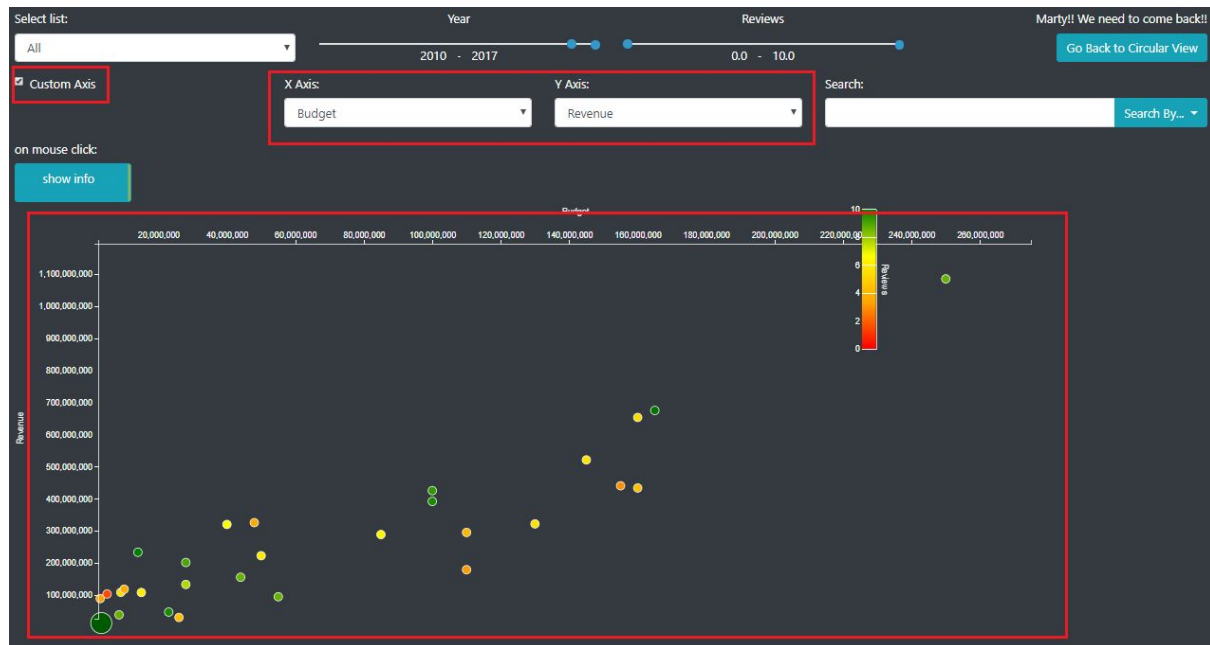 Select list:
Year
Reviews
Marty!! We need to come back!!
All
2010 - 2017
0.0 - 10.0
Go Back to Circular View
Custom Axis
X Axis:
Y Axis:
Search:
Budget
Revenue
Search By...
on mouse click:
show info
Budget
20,000,000 40,000,000 60,000,000 80,000,000 100,000,000 120,000,000 140,000,000 160,000,000 180,000,000 200,000,000 220,000,000 240,000,000 260,000,000
10
8
6
4
2
0
Reviews
1,100,000,000
1,000,000,000
900,000,000
800,000,000
700,000,000
600,000,000
500,000,000
400,000,000
300,000,000
200,000,000
100,000,000
Revenue